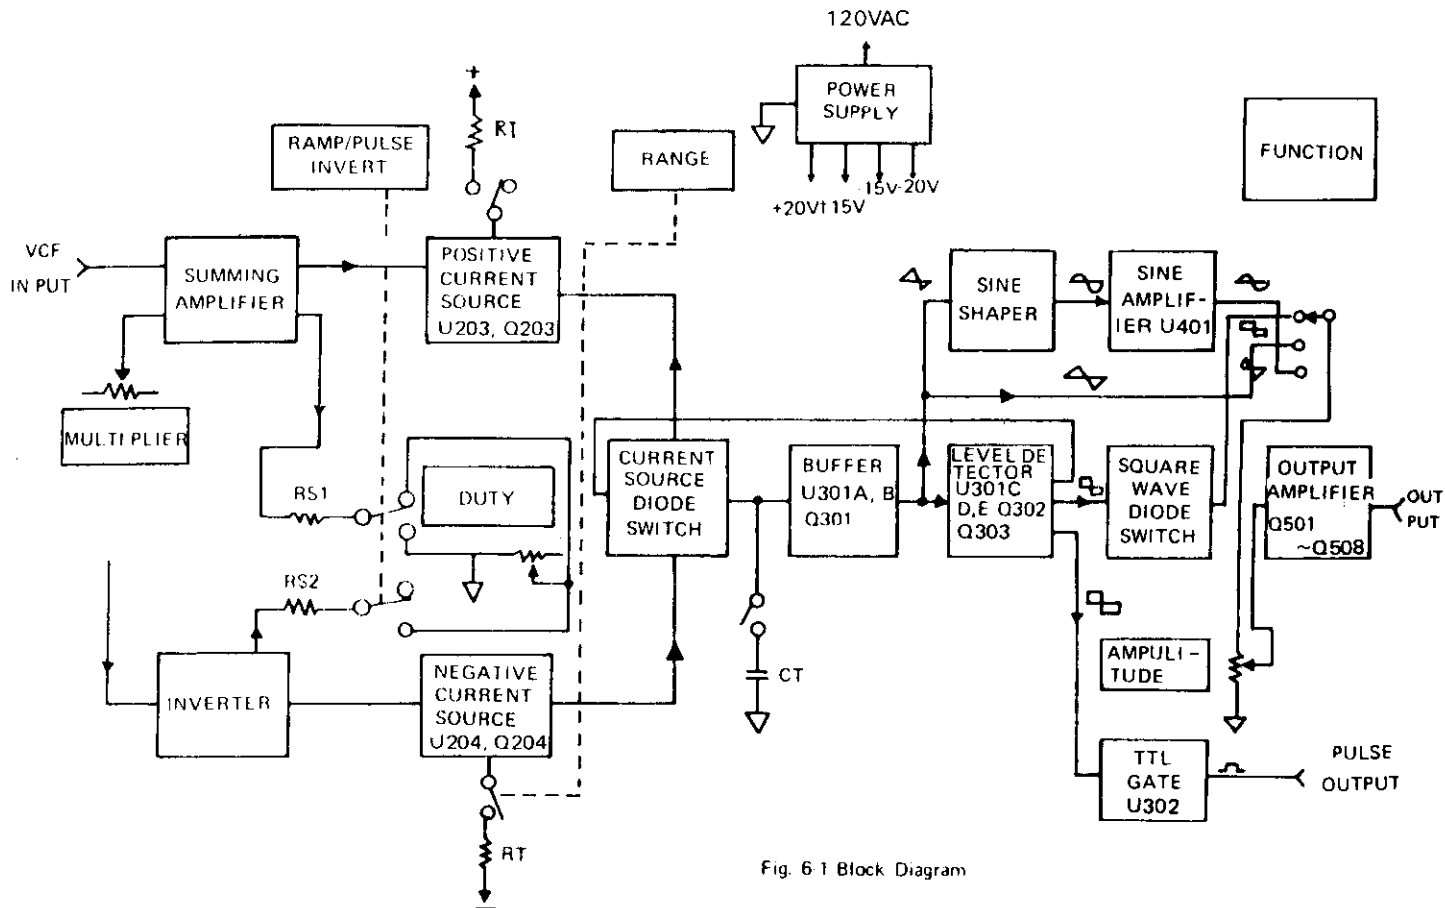 120VAC
POWER
SUPPLY
+20V+15V
-15V-20V
+
RT
RAMP/PULSE
INVERT
RANGE
FUNCTION
VCF
IN PUT
SUMMING
AMPLIFIER
POSITIVE
CURRENT
SOURCE
U203, Q203
SINE
SHAPER
SINE
AMPLIF-
IER U401
MULTIPLIER
RS1
DUTY
CURRENT
SOURCE
DIODE
SWITCH
BUFFER
U301A, B
Q301
LEVEL DE
TECTOR
U301C
D,E Q302
Q303
SQUARE
WAVE
DIODE
SWITCH
OUTPUT
AMPLIFIER
Q501
~Q508
OUT
PUT
RS2
INVERTER
NEGATIVE
CURRENT
SOURCE
U204, Q204
CT
AMPULI-
TUDE
TTL
GATE
U302
PULSE
OUTPUT
RT
-
Fig. 6-1 Block Diagram